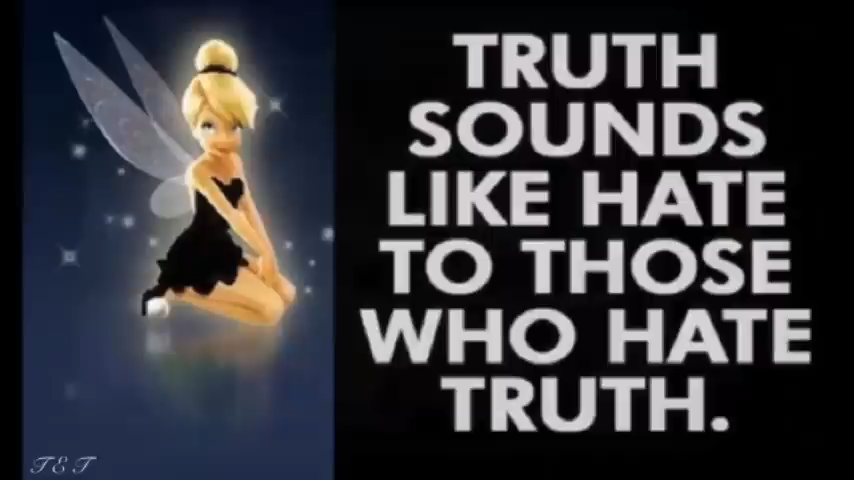 TRUTH
SOUNDS
LIKE HATE
TO THOSE
WHO HATE
TRUTH.
T&T